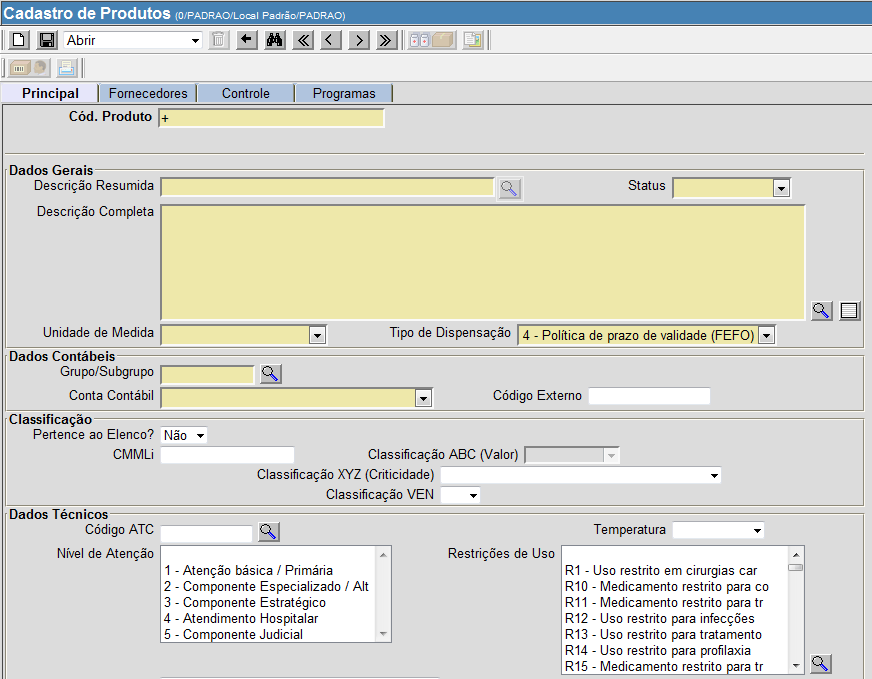 Cadastro de Produtos (0/PADRAO/Local Padrão/PADRAO)
Abrir
Principal Fornecedores Controle Programas
Cód. Produto +
Dados Gerais
Descrição Resumida Status
Descrição Completa
Unidade de Medida Tipo de Dispensação 4 - Política de prazo de validade (FEFO)
Dados Contábeis
Grupo/Subgrupo
Conta Contábil Código Externo
Classificação
Pertence ao Elenco? Não
CMMLi Classificação ABC (Valor)
Classificação XYZ (Criticidade)
Classificação VEN
Dados Técnicos
Código ATC Temperatura
Nível de Atenção Restrições de Uso
1 - Atenção básica / Primária R1 - Uso restrito em cirurgias car
2 - Componente Especializado / Alt R10 - Medicamento restrito para co
3 - Componente Estratégico R11 - Medicamento restrito para tr
4 - Atendimento Hospitalar R12 - Uso restrito para infecções
5 - Componente Judicial R13 - Uso restrito para tratamento
R14 - Uso restrito para profilaxia
R15 - Medicamento restrito para tr